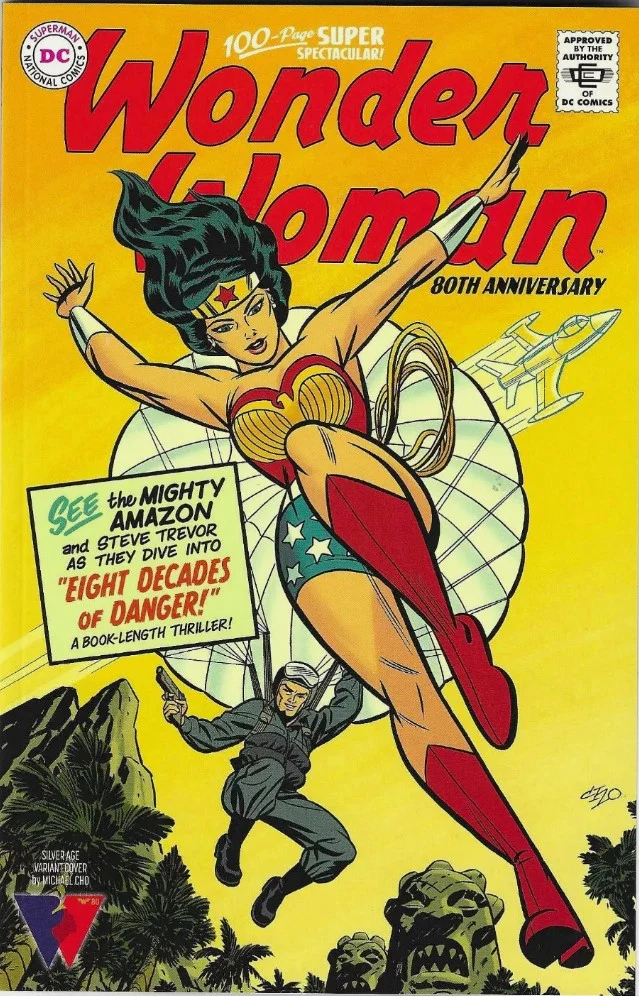 SUPERMAN
DC
NATIONAL COMICS
100-Page SUPER
SPECTACULAR!
APPROVED
BY THE
AUTHORITY
OF
DC COMICS
Wonder
Woman
™
80TH ANNIVERSARY
SEE the MIGHTY
AMAZON
and STEVE TREVOR
AS THEY DIVE INTO
"EIGHT DECADES
OF DANGER!"
A BOOK-LENGTH THRILLER!
SILVER AGE
VARIANT COVER
by MICHAEL CHO
80